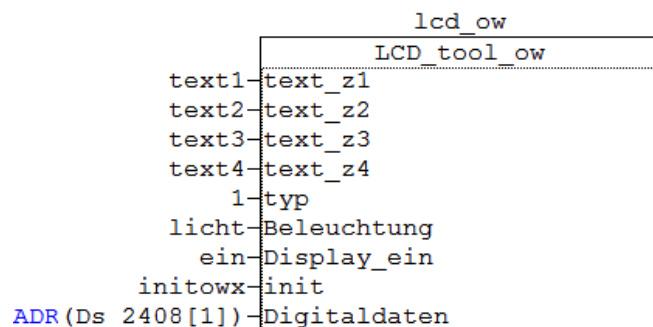 lcd_ow
LCD_tool_ow
text1 text_z1
text2 text_z2
text3 text_z3
text4 text_z4
1 typ
licht Beleuchtung
ein Display_ein
initowx init
ADR(Ds 2408[1]) Digitaldaten